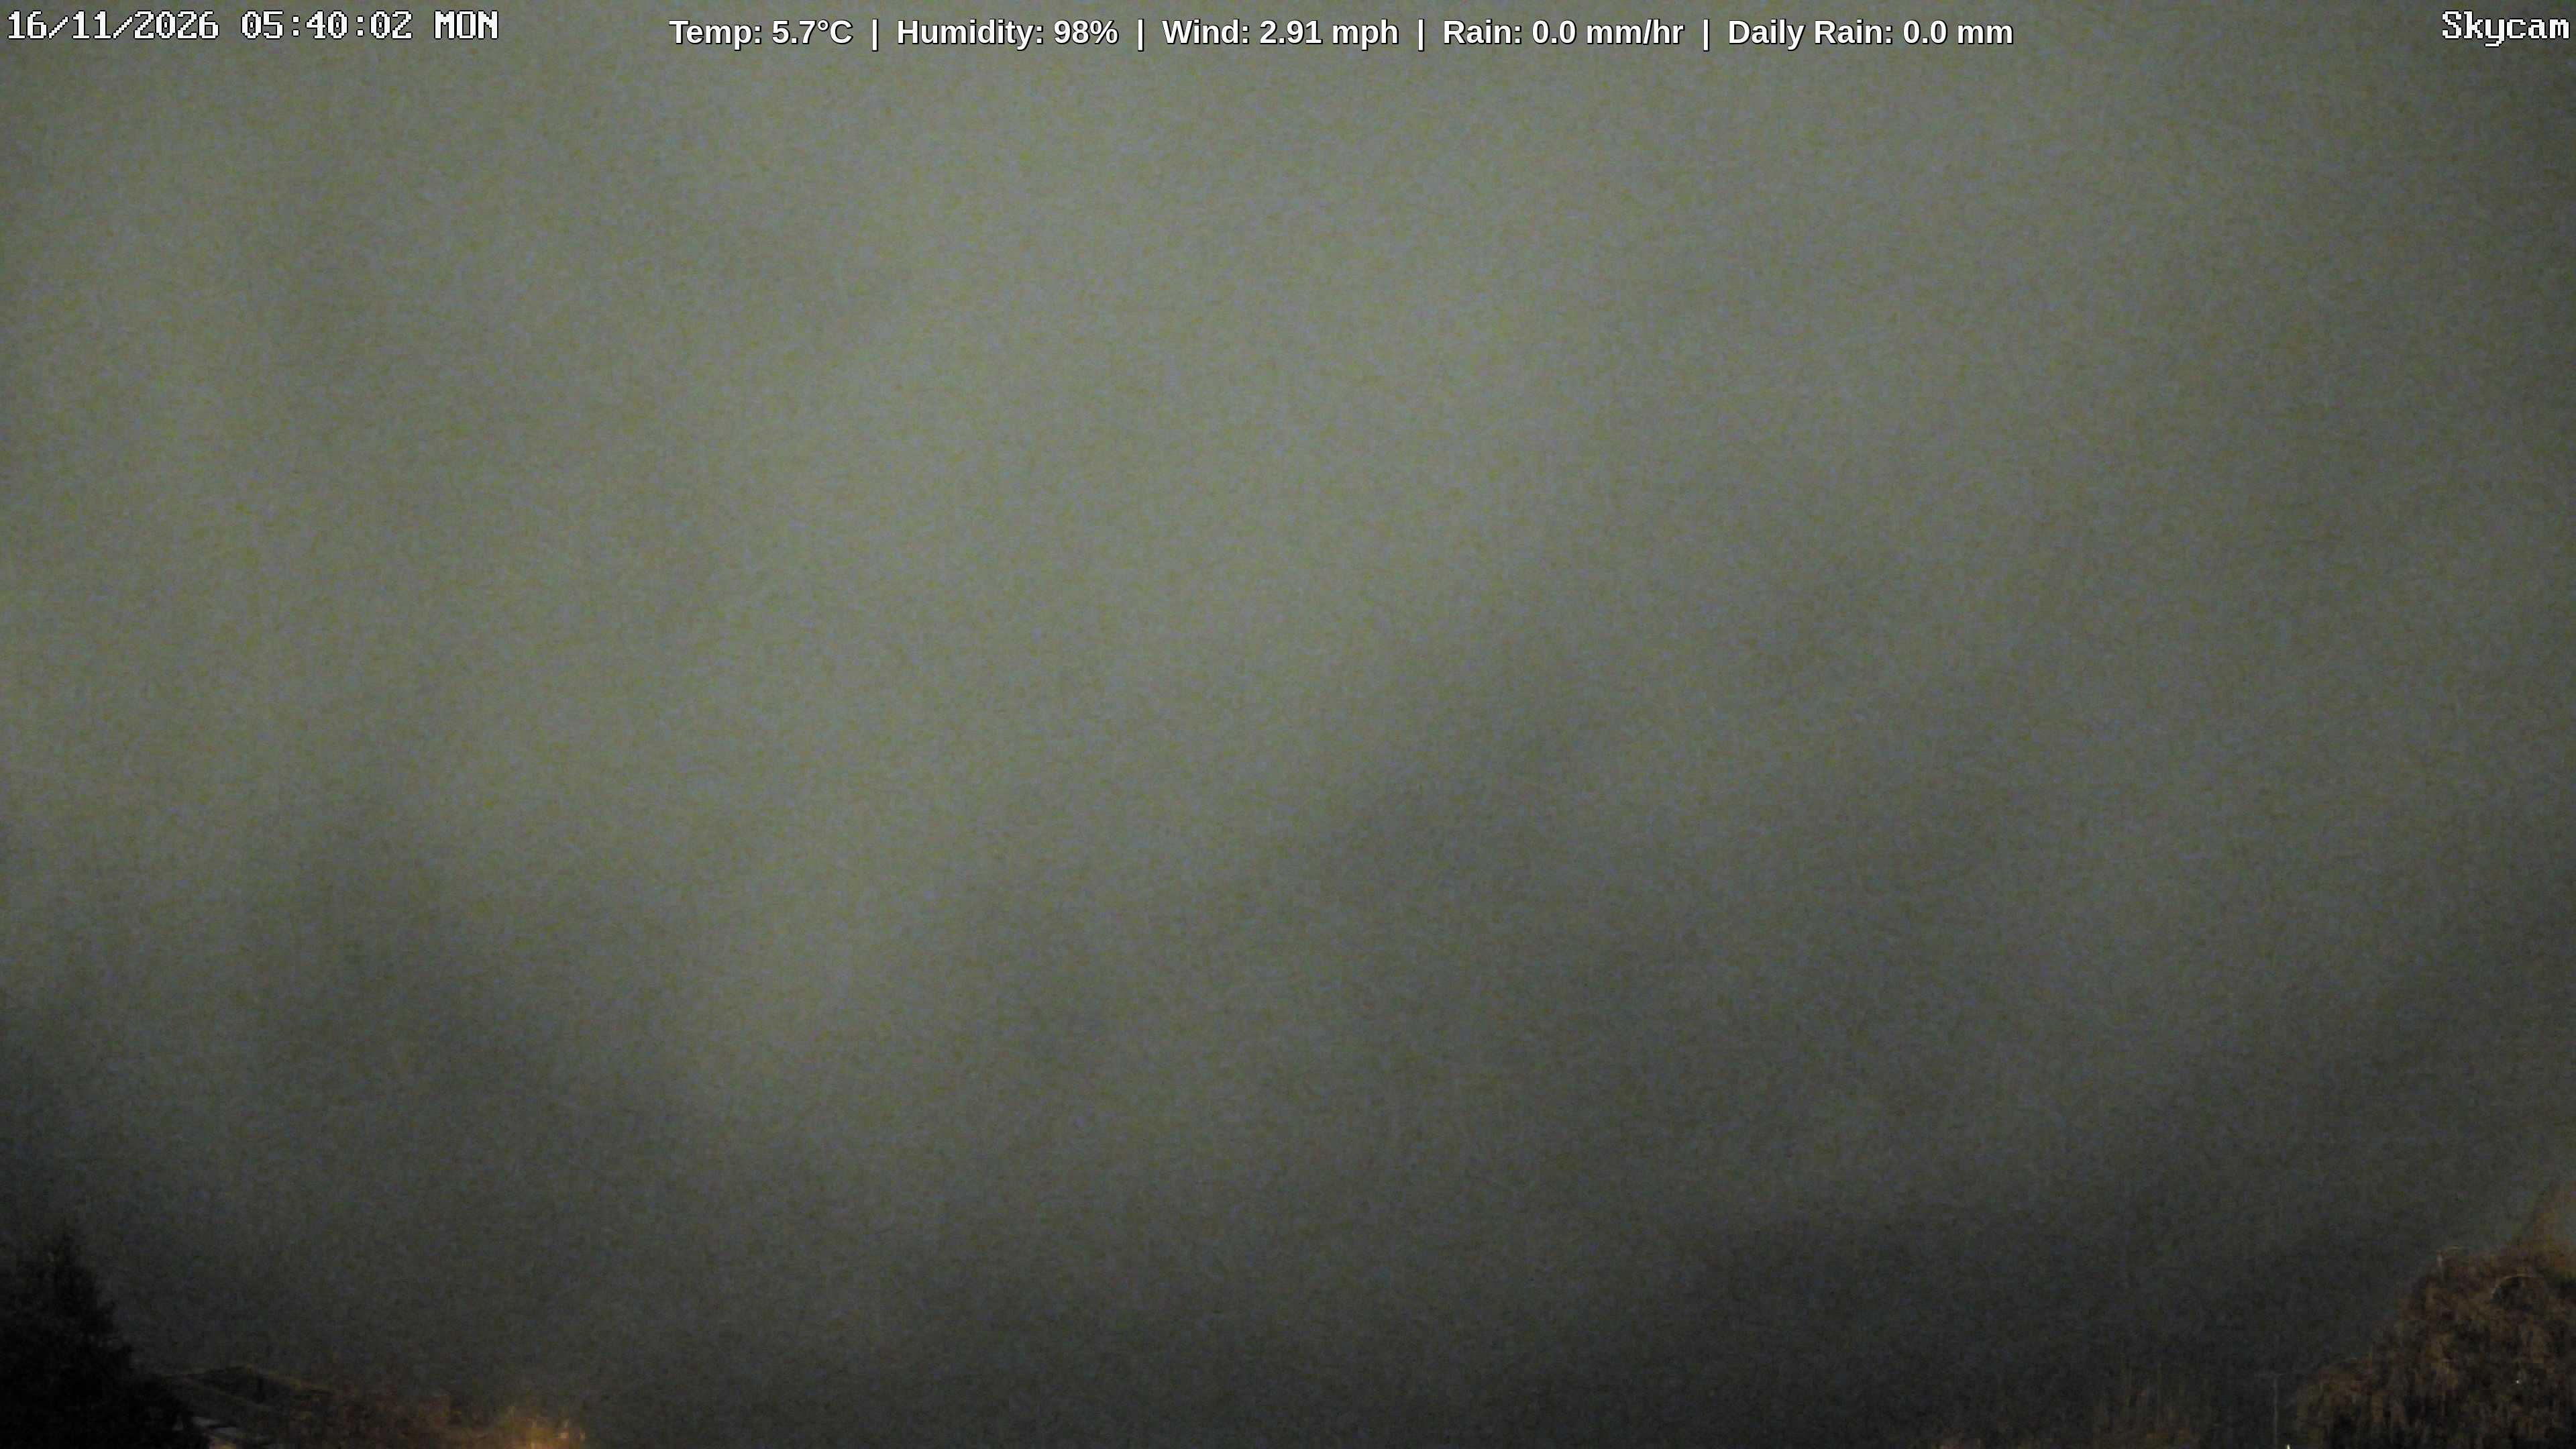 16/11/2026 05:40:02 MON
Temp: 5.7°C | Humidity: 98% | Wind: 2.91 mph | Rain: 0.0 mm/hr | Daily Rain: 0.0 mm
Skycam